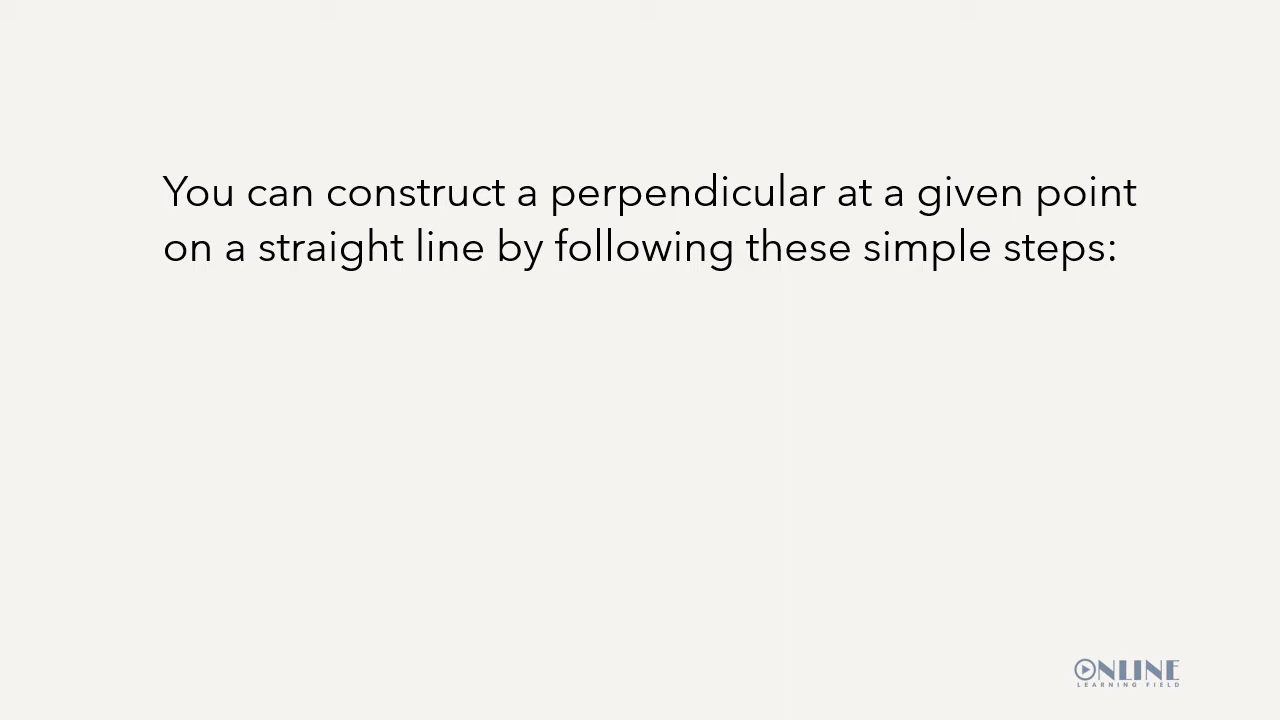 You can construct a perpendicular at a given point
on a straight line by following these simple steps:
ONLINE
LEARNING FIELD